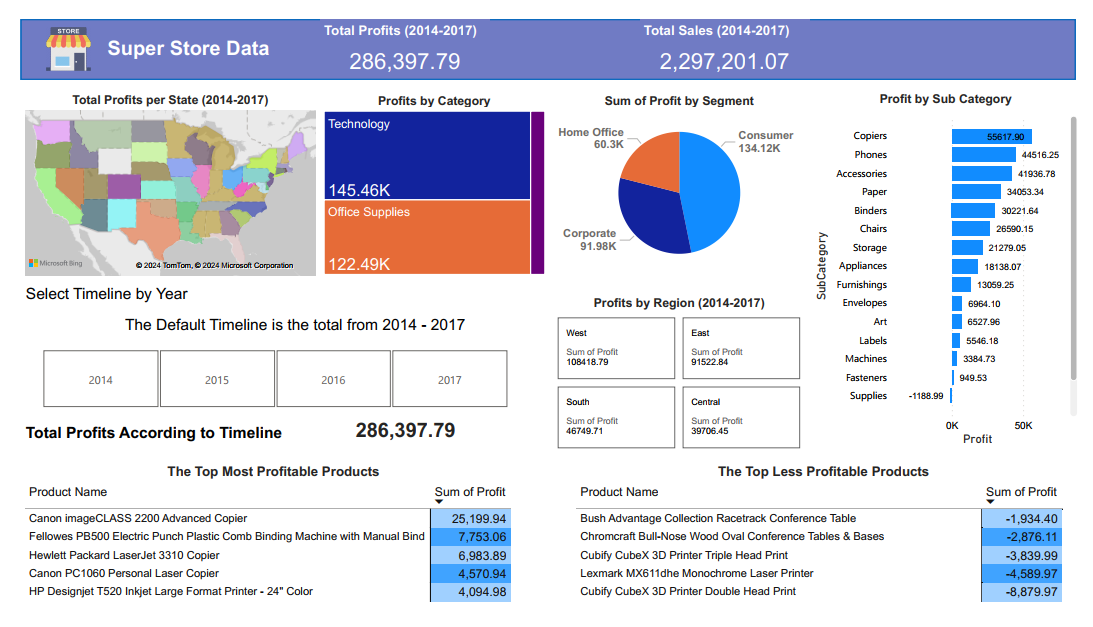 STORE
Super Store Data
Total Profits (2014-2017)
286,397.79
Total Sales (2014-2017)
2,297,201.07
Total Profits per State (2014-2017)
Microsoft Bing
© 2024 TomTom, © 2024 Microsoft Corporation
Profits by Category
Technology
145.46K
Office Supplies
122.49K
Sum of Profit by Segment
Home Office
60.3K
Consumer
134.12K
Corporate
91.98K
Profit by Sub Category
SubCategory
Copiers 55617.90
Phones 44516.25
Accessories 41936.78
Paper 34053.34
Binders 30221.64
Chairs 26590.15
Storage 21279.05
Appliances 18138.07
Furnishings 13059.25
Envelopes 6964.10
Art 6527.96
Labels 5546.18
Machines 3384.73
Fasteners 949.53
Supplies -1188.99
0K 50K
Profit
Select Timeline by Year
The Default Timeline is the total from 2014 - 2017
2014 2015 2016 2017
Total Profits According to Timeline 286,397.79
Profits by Region (2014-2017)
West
Sum of Profit
108418.79
East
Sum of Profit
91522.84
South
Sum of Profit
46749.71
Central
Sum of Profit
39706.45
The Top Most Profitable Products
Product Name Sum of Profit
Canon imageCLASS 2200 Advanced Copier 25,199.94
Fellowes PB500 Electric Punch Plastic Comb Binding Machine with Manual Bind 7,753.06
Hewlett Packard LaserJet 3310 Copier 6,983.89
Canon PC1060 Personal Laser Copier 4,570.94
HP Designjet T520 Inkjet Large Format Printer - 24" Color 4,094.98
The Top Less Profitable Products
Product Name Sum of Profit
Bush Advantage Collection Racetrack Conference Table -1,934.40
Chromcraft Bull-Nose Wood Oval Conference Tables & Bases -2,876.11
Cubify CubeX 3D Printer Triple Head Print -3,839.99
Lexmark MX611dhe Monochrome Laser Printer -4,589.97
Cubify CubeX 3D Printer Double Head Print -8,879.97